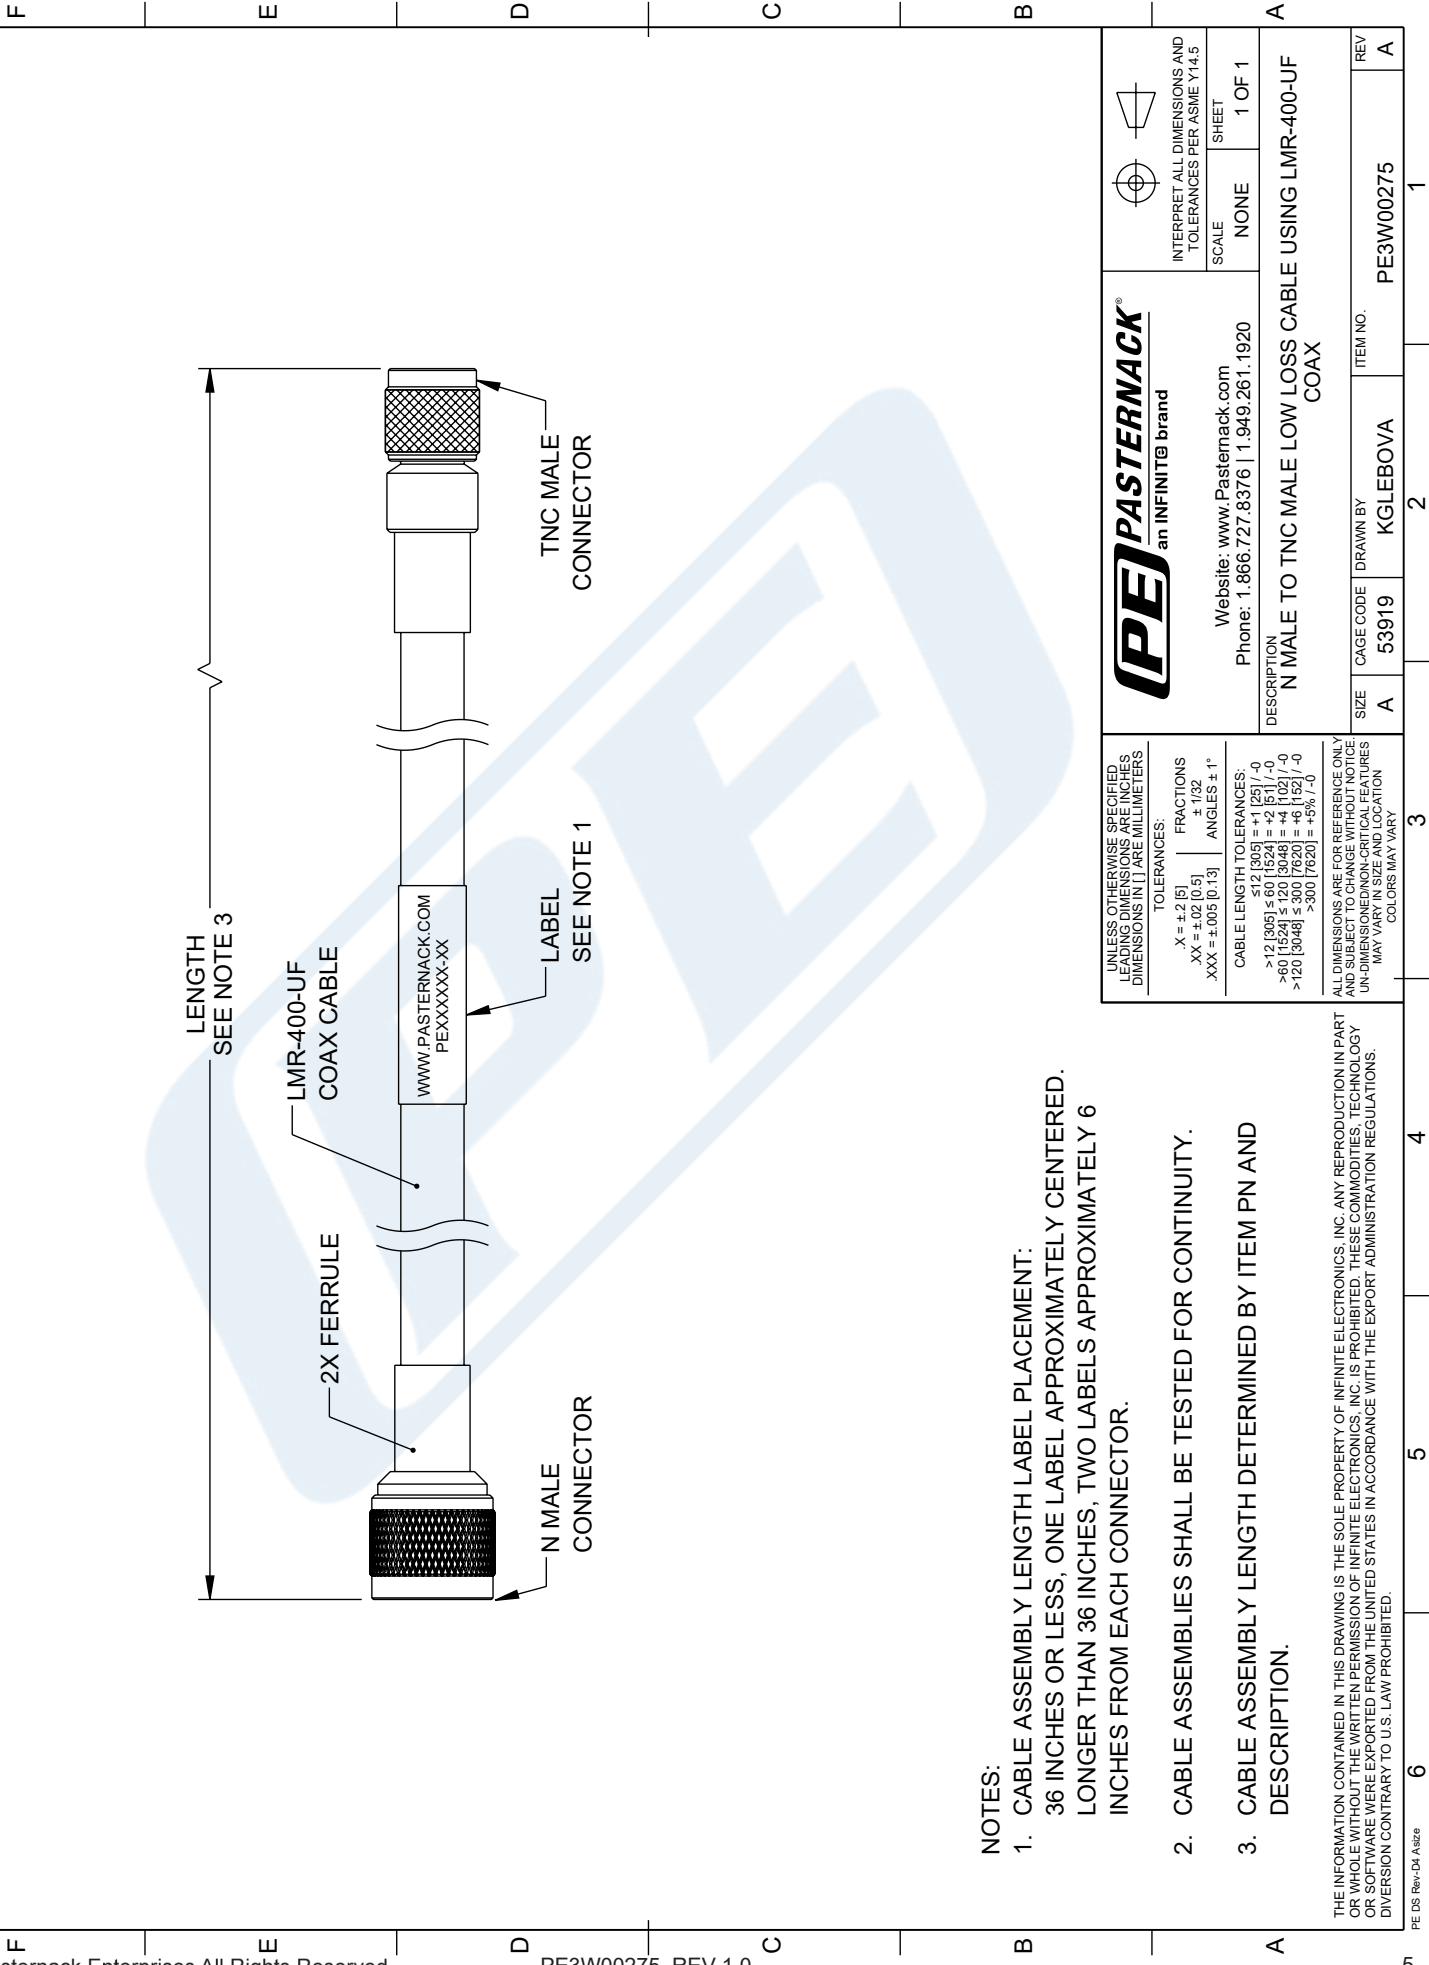 F
E
D
C
B
A
LENGTH
SEE NOTE 3
LMR-400-UF
COAX CABLE
2X FERRULE
WWW.PASTERNACK.COM
PEXXXXXX-XX
N MALE
CONNECTOR
LABEL
SEE NOTE 1
TNC MALE
CONNECTOR
NOTES:
1. CABLE ASSEMBLY LENGTH LABEL PLACEMENT:
36 INCHES OR LESS, ONE LABEL APPROXIMATELY CENTERED.
LONGER THAN 36 INCHES, TWO LABELS APPROXIMATELY 6
INCHES FROM EACH CONNECTOR.
2. CABLE ASSEMBLIES SHALL BE TESTED FOR CONTINUITY.
3. CABLE ASSEMBLY LENGTH DETERMINED BY ITEM PN AND
DESCRIPTION.
THE INFORMATION CONTAINED IN THIS DRAWING IS THE SOLE PROPERTY OF INFINITE ELECTRONICS, INC. ANY REPRODUCTION IN PART
OR WHOLE WITHOUT THE WRITTEN PERMISSION OF INFINITE ELECTRONICS, INC. IS PROHIBITED. THESE COMMODITIES, TECHNOLOGY
OR SOFTWARE WERE EXPORTED FROM THE UNITED STATES IN ACCORDANCE WITH THE EXPORT ADMINISTRATION REGULATIONS.
DIVERSION CONTRARY TO U.S. LAW PROHIBITED.
UNLESS OTHERWISE SPECIFIED
LEADING DIMENSIONS ARE INCHES
DIMENSIONS IN [ ] ARE MILLIMETERS
TOLERANCES:
.X = ±.2 [5]
.XX = ±.02 [0.5]
.XXX = ±.005 [0.13]
FRACTIONS
± 1/32
ANGLES ± 1°
CABLE LENGTH TOLERANCES:
≤12 [305] = +1 [25] / -0
>12 [305] ≤ 60 [1524] = +2 [51] / -0
>60 [1524] ≤ 120 [3048] = +4 [102] / -0
>120 [3048] ≤ 300 [7620] = +6 [152] / -0
>300 [7620] = +5% / -0
ALL DIMENSIONS ARE FOR REFERENCE ONLY
AND SUBJECT TO CHANGE WITHOUT NOTICE.
UN-DIMENSIONED/NON-CRITICAL FEATURES
MAY VARY IN SIZE AND LOCATION
COLORS MAY VARY
PE PASTERNACK®
an INFINITE brand
Website: www.Pasternack.com
Phone: 1.866.727.8376 | 1.949.261.1920
INTERPRET ALL DIMENSIONS AND
TOLERANCES PER ASME Y14.5
SCALE
NONE
SHEET
1 OF 1
DESCRIPTION
N MALE TO TNC MALE LOW LOSS CABLE USING LMR-400-UF
COAX
SIZE
A
CAGE CODE
53919
DRAWN BY
KGLEBOVA
ITEM NO.
PE3W00275
REV
A
6
5
4
3
2
1
PE DS Rev-D4 Asize
F
E
D
C
B
A
PE
sternack Enterprises All Rights Reserved
PE3W00275 REV 1.0
5